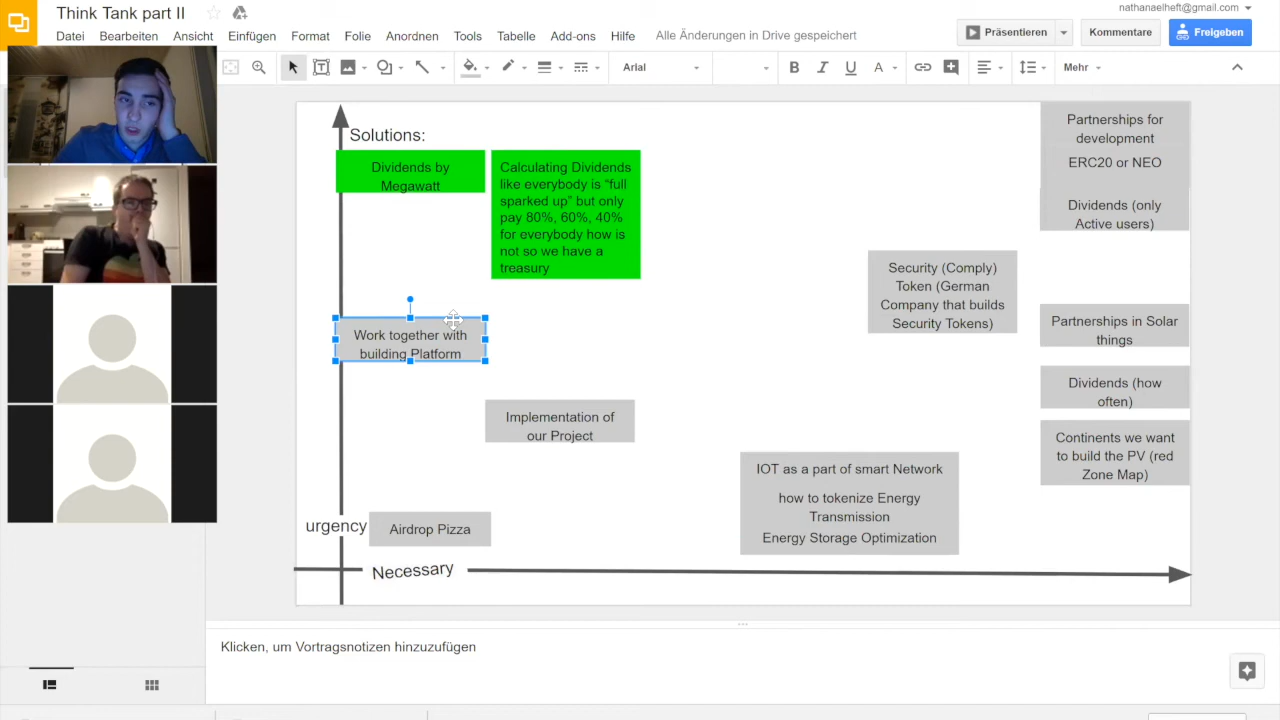 Think Tank part II
nathanaelheft@gmail.com
Datei Bearbeiten Ansicht Einfügen Format Folie Anordnen Tools Tabelle Add-ons Hilfe Alle Änderungen in Drive gespeichert
Präsentieren Kommentare Freigeben
Arial B I U A Mehr
Solutions:
Dividends by
Megawatt
Calculating Dividends
like everybody is “full
sparked up” but only
pay 80%, 60%, 40%
for everybody how is
not so we have a
treasury
Partnerships for
development
ERC20 or NEO
Dividends (only
Active users)
Security (Comply)
Token (German
Company that builds
Security Tokens)
Partnerships in Solar
things
Work together with
building Platform
Dividends (how
often)
Implementation of
our Project
Continents we want
to build the PV (red
Zone Map)
IOT as a part of smart Network
how to tokenize Energy
Transmission
Energy Storage Optimization
urgency
Airdrop Pizza
Necessary
Klicken, um Vortragsnotizen hinzuzufügen